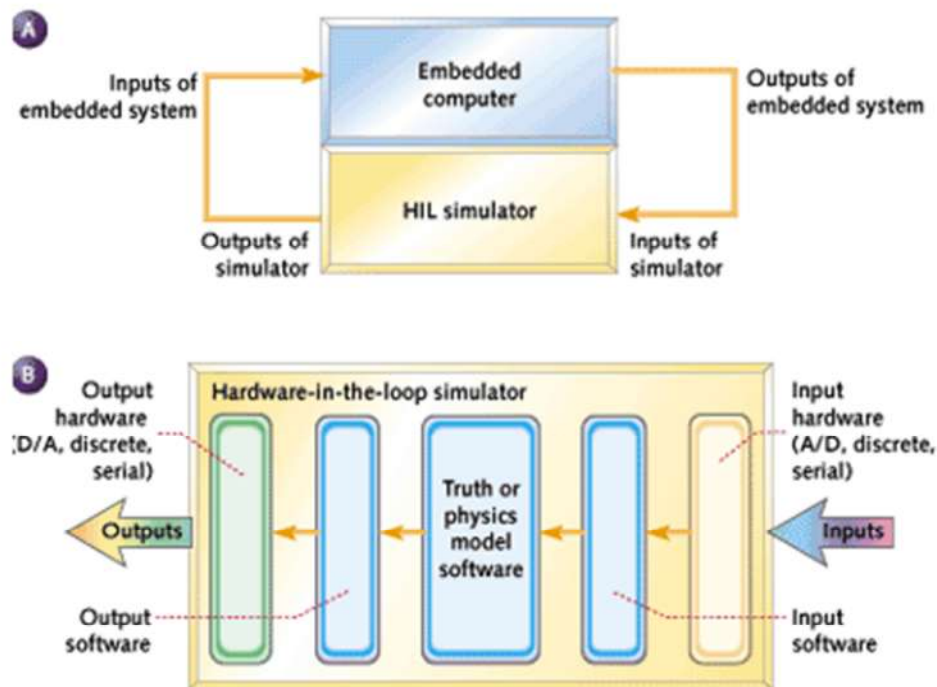 A
Inputs of
embedded system
Embedded
computer
Outputs of
embedded system
HIL simulator
Outputs of
simulator
Inputs of
simulator
B
Output
hardware
(D/A, discrete,
serial)
Hardware-in-the-loop simulator
Input
hardware
(A/D, discrete,
serial)
Truth or
physics
model
software
Outputs
Inputs
Output
software
Input
software